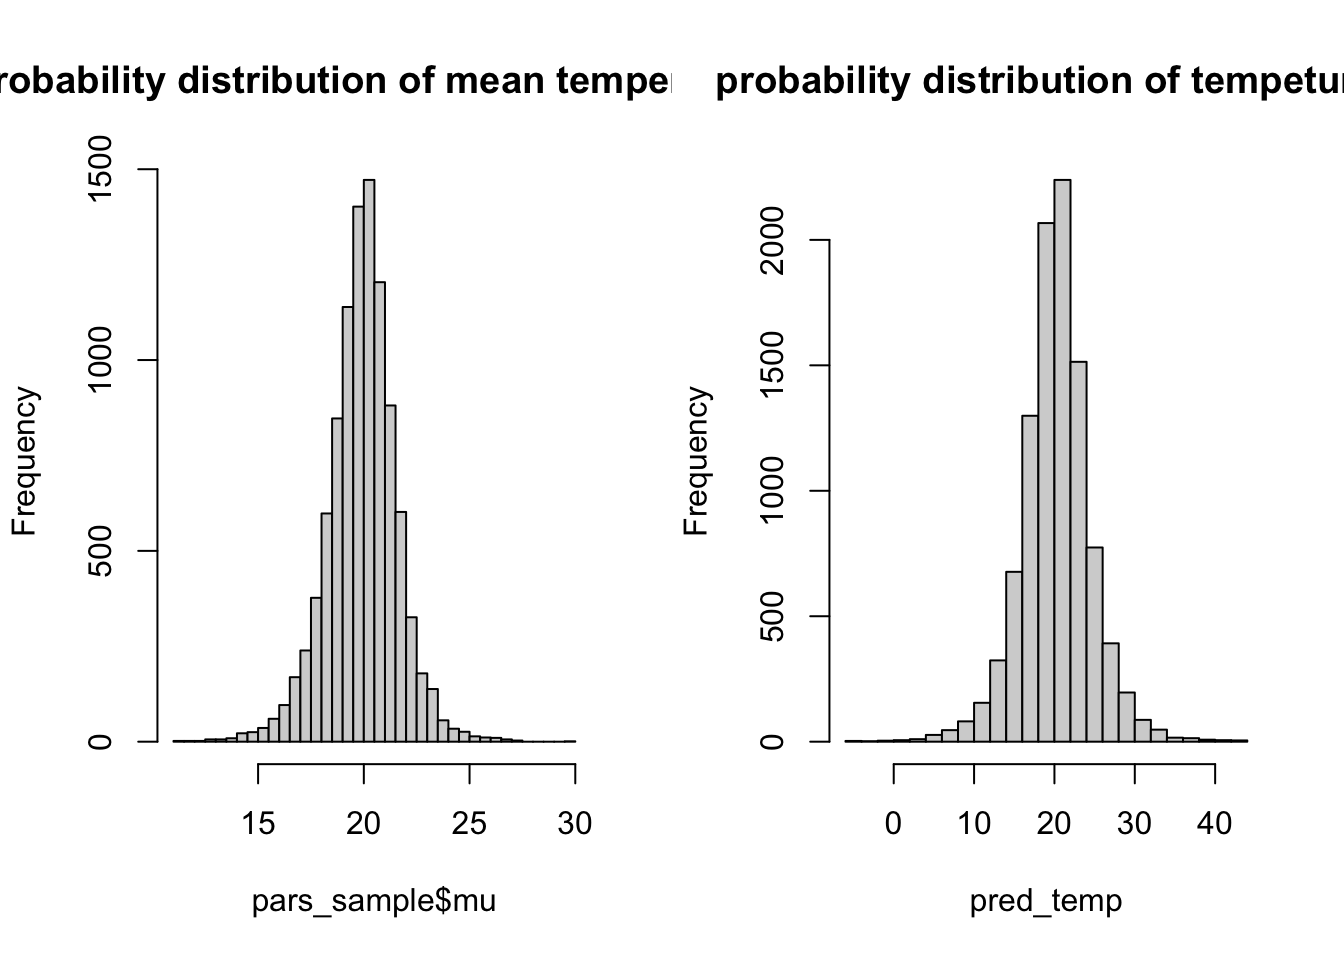 robability distribution of mean temper
Frequency
0
500
1000
1500
15 20 25 30
pars_sample$mu
probability distribution of tempetur
Frequency
0
500
1000
1500
2000
0 10 20 30 40
pred_temp